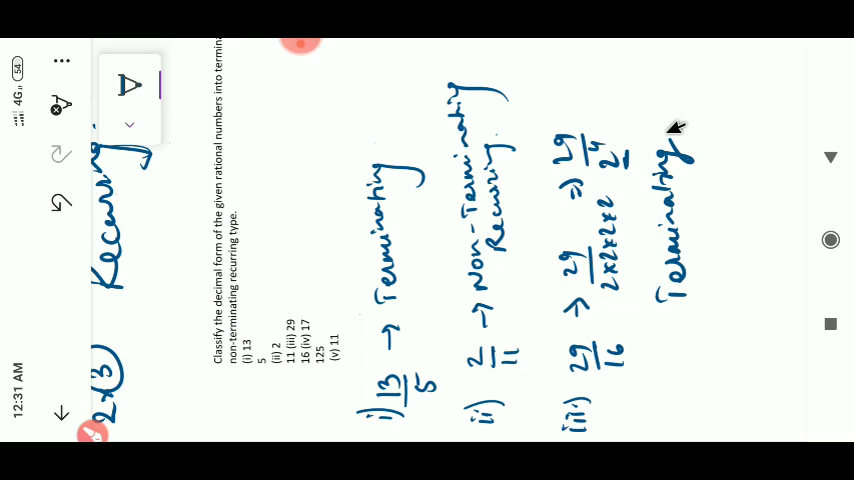 12:31 AM
4G 54
2×3 Recurring.
Classify the decimal form of the given rational numbers into termina
non-terminating recurring type.
(i) 13
5
(ii) 2
11 (iii) 29
16 (iv) 17
125
(v) 11
i) 13/5 → Terminating
ii) 2/11 → Non-Terminating
Recurring.
(iii) 29/16 ⇒ 29/2×2×2×2 ⇒ 29/2⁴
Terminating